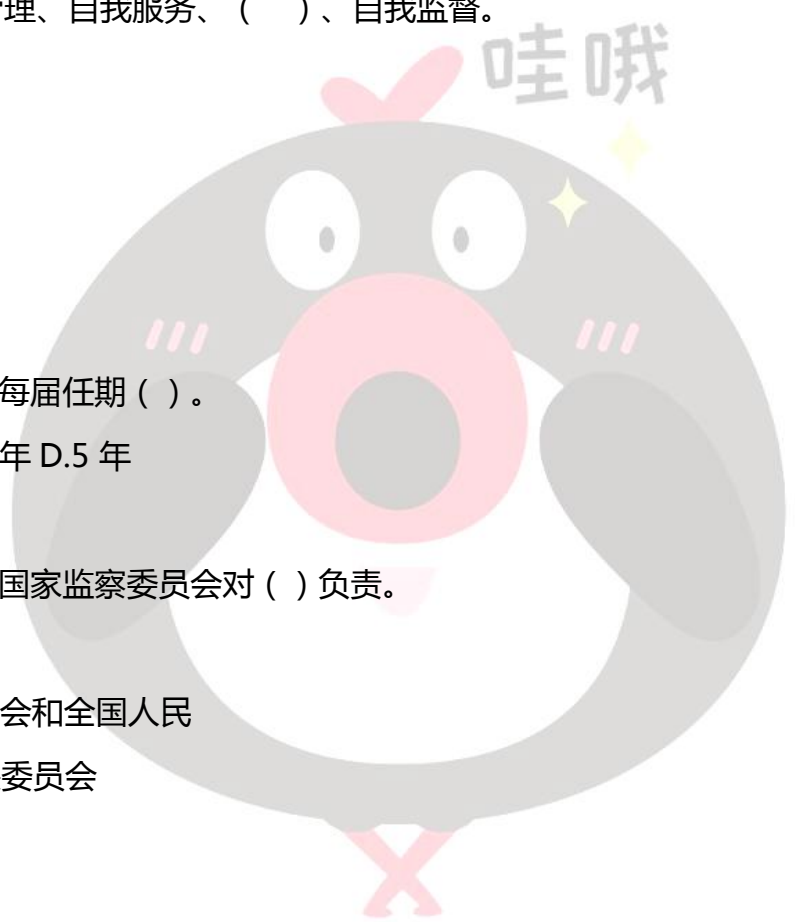 理、自我服务、（ ）、自我监督。
哇哦
每届任期（ ）。
年 D.5 年
国家监察委员会对（ ）负责。
会和全国人民
委员会